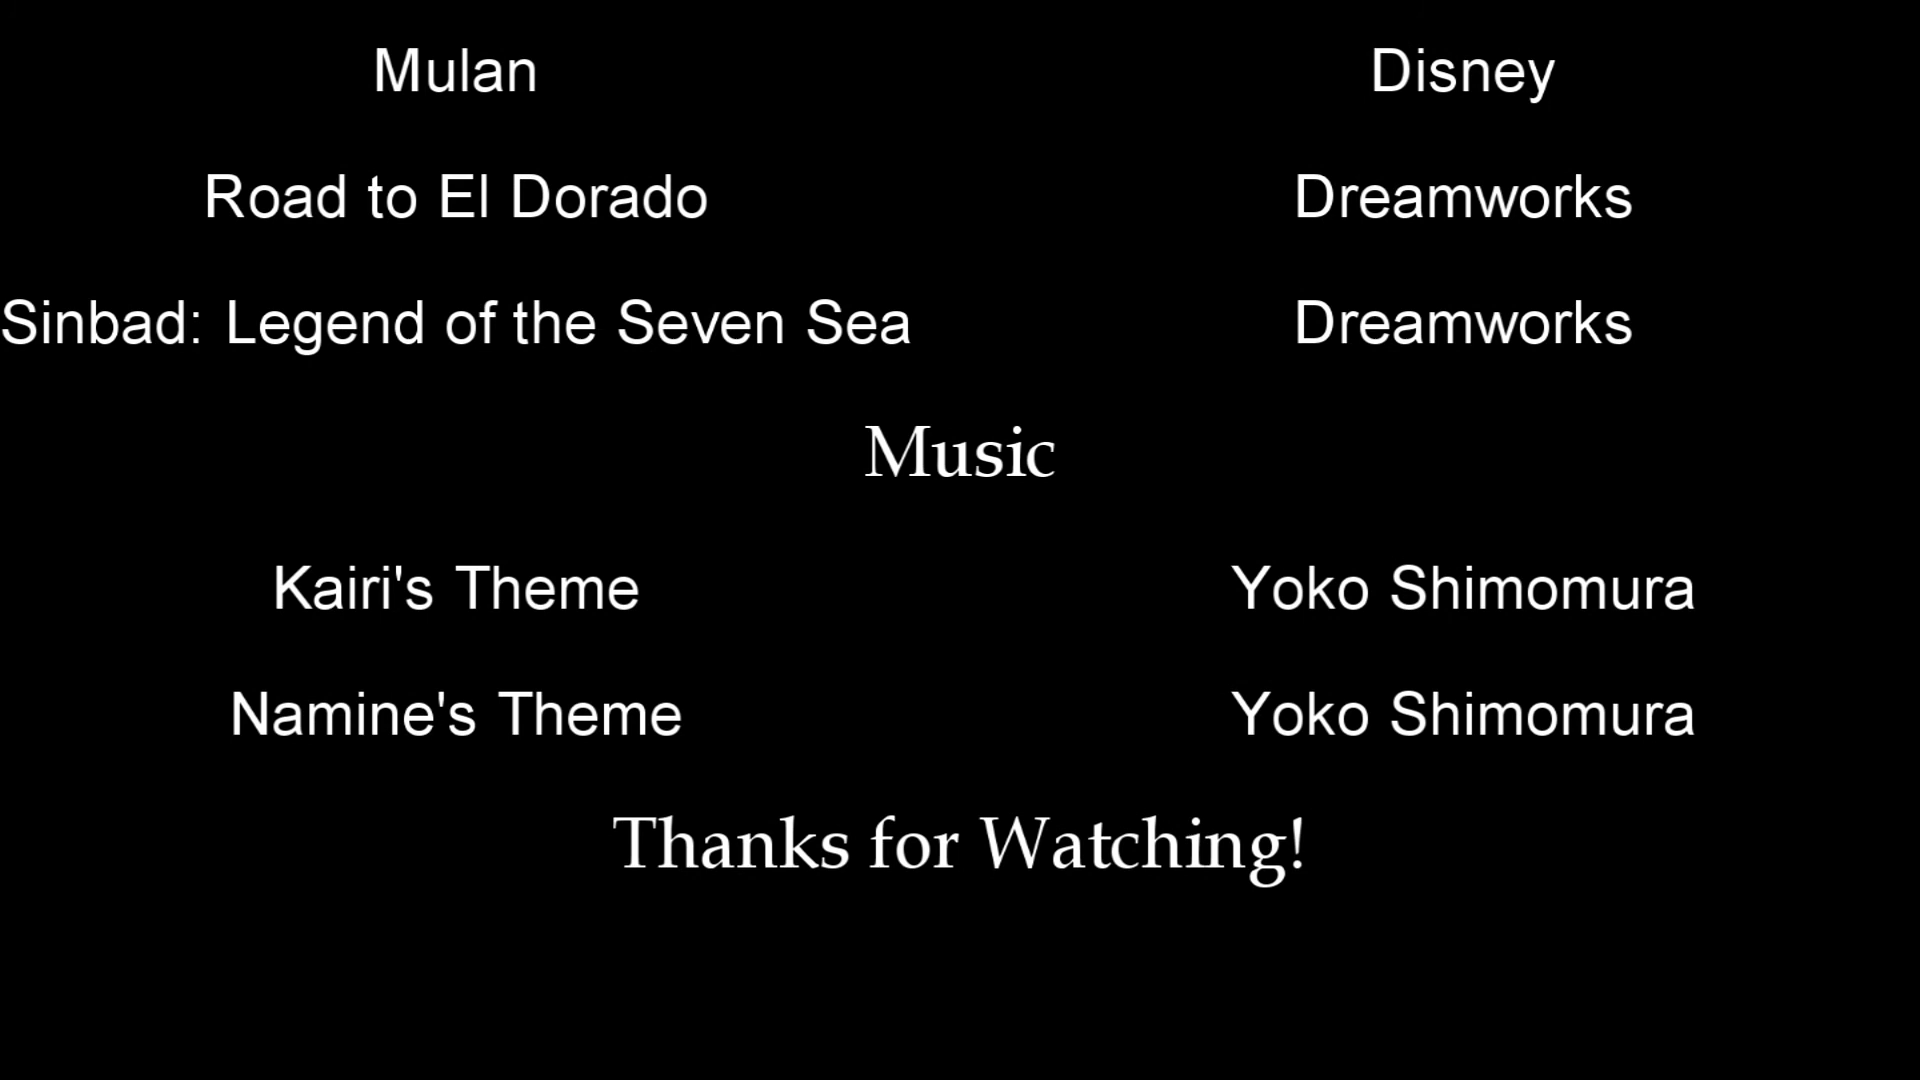 Mulan Disney
Road to El Dorado Dreamworks
Sinbad: Legend of the Seven Sea Dreamworks
Music
Kairi's Theme Yoko Shimomura
Namine's Theme Yoko Shimomura
Thanks for Watching!